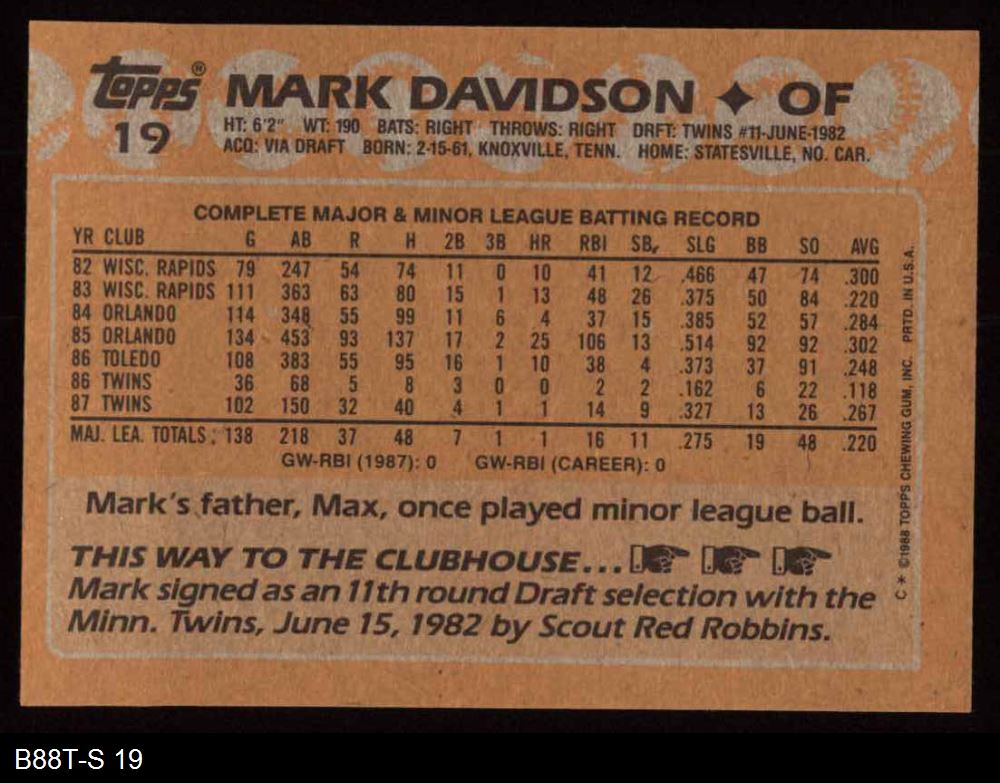 topps® MARK DAVIDSON ✦ OF
19 HT: 6'2" WT: 190 BATS: RIGHT THROWS: RIGHT DRFT: TWINS #11-JUNE-1982
ACQ: VIA DRAFT BORN: 2-15-61, KNOXVILLE, TENN. HOME: STATESVILLE, NO. CAR.
COMPLETE MAJOR & MINOR LEAGUE BATTING RECORD
YR CLUB G AB R H 2B 3B HR RBI SB SLG BB SO AVG
82 WISC. RAPIDS 79 247 54 74 11 0 10 41 12 .466 47 74 .300
83 WISC. RAPIDS 111 363 63 80 15 1 13 48 26 .375 50 84 .220
84 ORLANDO 114 348 55 99 11 6 4 37 15 .385 52 57 .284
85 ORLANDO 134 453 93 137 17 2 25 106 13 .514 92 92 .302
86 TOLEDO 108 383 55 95 16 1 10 38 4 .373 37 91 .248
86 TWINS 36 68 5 8 3 0 0 2 2 .162 6 22 .118
87 TWINS 102 150 32 40 4 1 1 14 9 .327 13 26 .267
MAJ. LEA. TOTALS 138 218 37 48 7 1 1 16 11 .275 19 48 .220
GW-RBI (1987): 0 GW-RBI (CAREER): 0
Mark's father, Max, once played minor league ball.
THIS WAY TO THE CLUBHOUSE...
Mark signed as an 11th round Draft selection with the
Minn. Twins, June 15, 1982 by Scout Red Robbins.
C * ©1988 TOPPS CHEWING GUM, INC. PRTD. IN U.S.A.
B88T-S 19